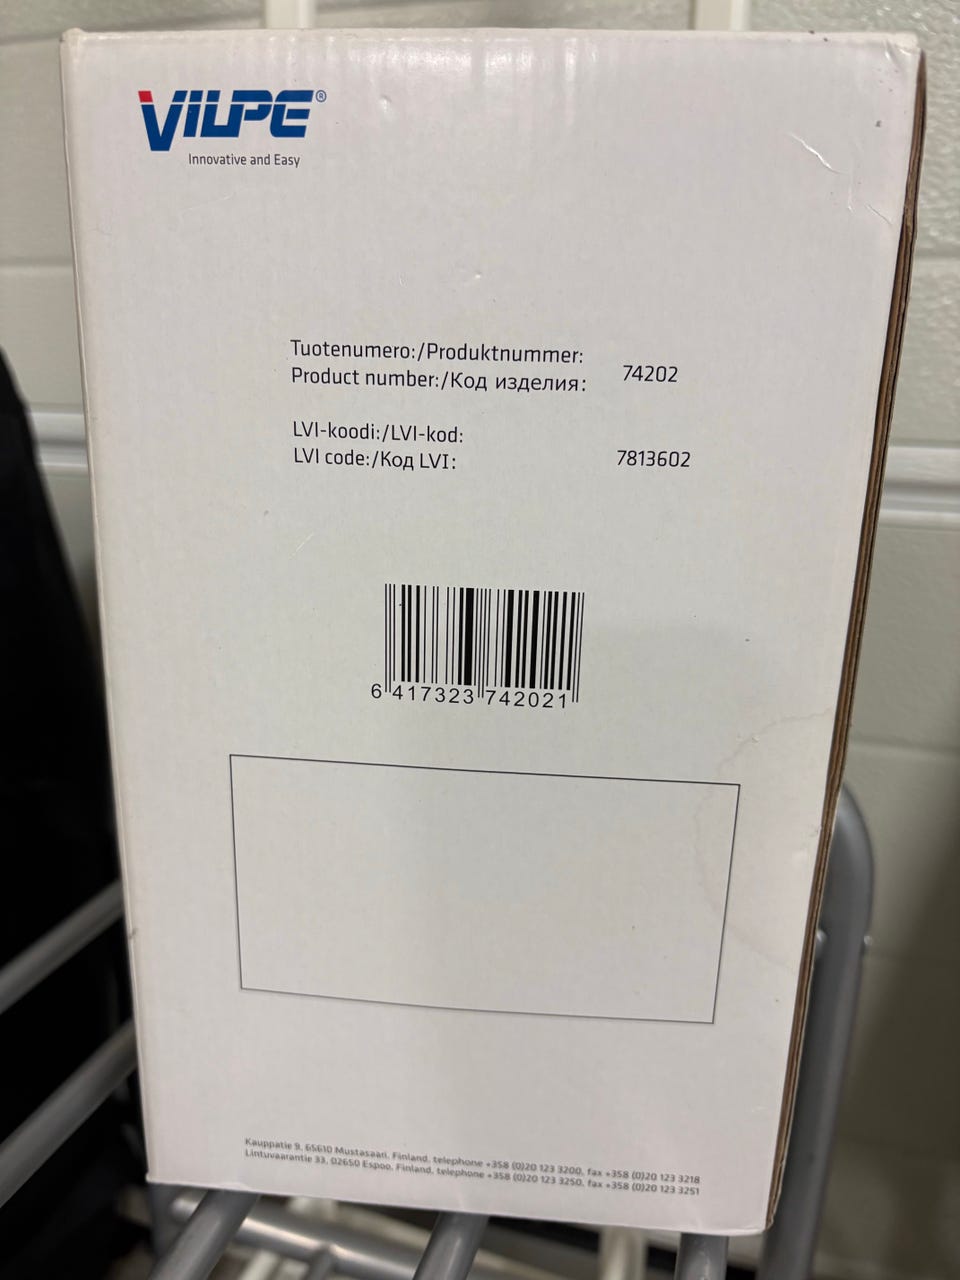 VILPE®
Innovative and Easy
Tuotenumero:/Produktnummer:
Product number:/Код изделия: 74202
LVI-koodi:/LVI-kod:
LVI code:/Код LVI: 7813602
6 417323 742021
Kauppatie 9, 65610 Mustasaari, Finland, telephone +358 (0)20 123 3200, fax +358 (0)20 123 3218
Lintuvaarantie 33, 02650 Espoo, Finland, telephone +358 (0)20 123 3250, fax +358 (0)20 123 3251